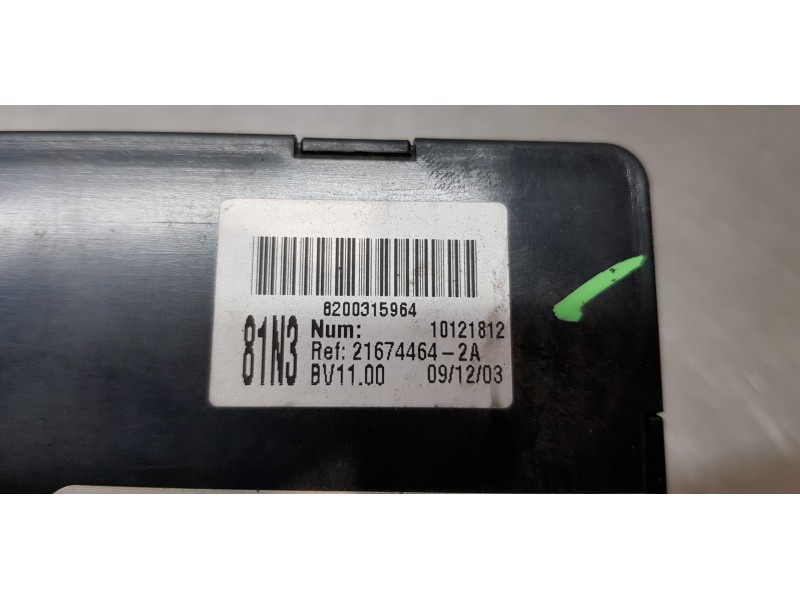 8200315964
81N3
Num: 10121812
Ref: 21674464-2A
BV11.00 09/12/03